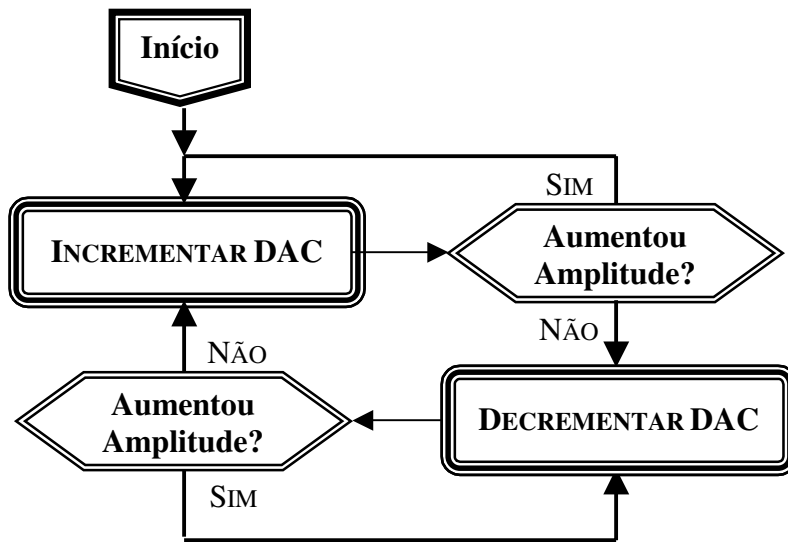 Início
SIM
INCREMENTAR DAC
Aumentou
Amplitude?
NÃO
NÃO
Aumentou
Amplitude?
DECREMENTAR DAC
SIM